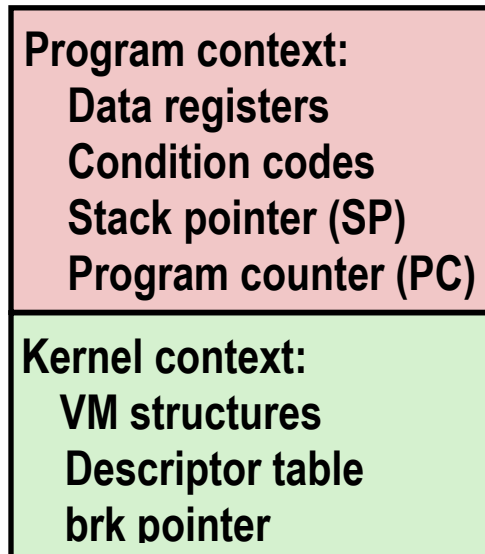 Program context:
Data registers
Condition codes
Stack pointer (SP)
Program counter (PC)
Kernel context:
VM structures
Descriptor table
brk pointer